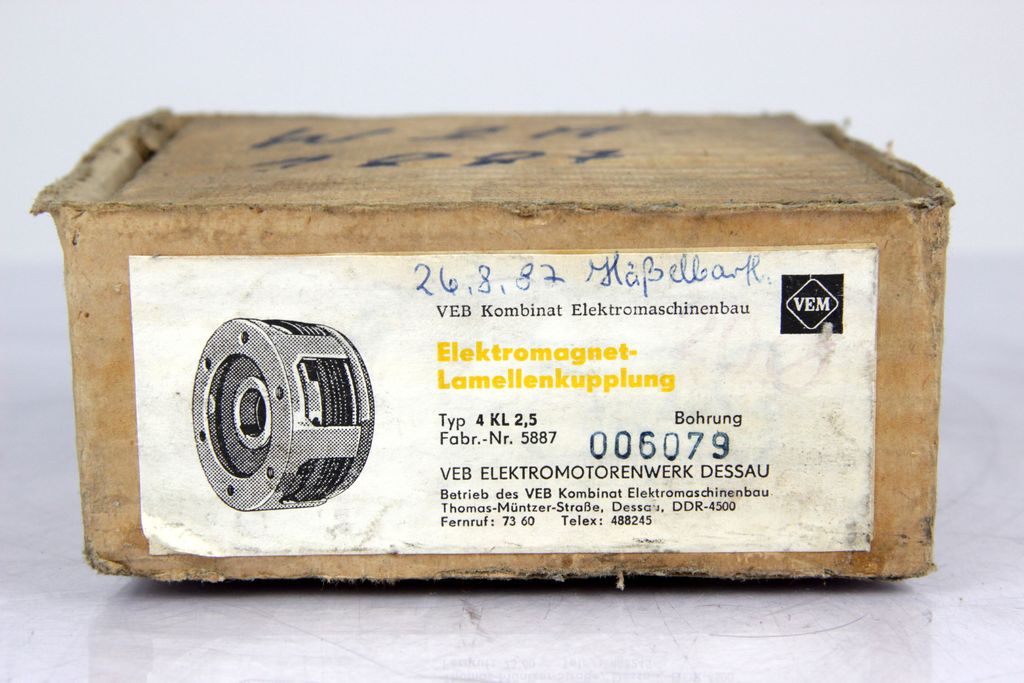 26.8.87
VEB Kombinat Elektromaschinenbau
VEM
Elektromagnet-
Lamellenkupplung
Typ 4 KL 2,5 Bohrung
Fabr.-Nr. 5887 006079
VEB ELEKTROMOTORENWERK DESSAU
Betrieb des VEB Kombinat Elektromaschinenbau
Thomas-Müntzer-Straße, Dessau, DDR-4500
Fernruf: 73 60 Telex: 488245